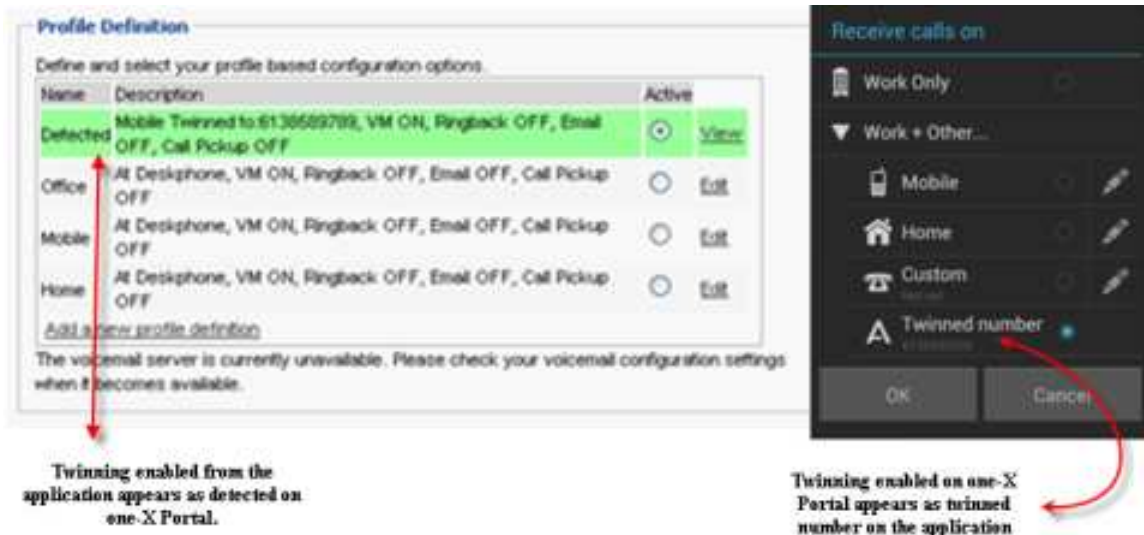 Profile Definition
Define and select your profile based configuration options.
Name Description Active
Detected Mobile Twinned to:6138589789, VM ON, Ringback OFF, Email
OFF, Call Pickup OFF
View
Office At Deskphone, VM ON, Ringback OFF, Email OFF, Call Pickup
OFF
Edit
Mobile At Deskphone, VM ON, Ringback OFF, Email OFF, Call Pickup
OFF
Edit
Home At Deskphone, VM ON, Ringback OFF, Email OFF, Call Pickup
OFF
Edit
Add a new profile definition
The voicemail server is currently unavailable. Please check your voicemail configuration settings
when it becomes available.
Twinning enabled from the
application appears as detected on
one-X Portal.
Receive calls on
Work Only
Work + Other...
Mobile
Home
Custom
Twinned number
OK Cancel
Twinning enabled on one-X
Portal appears as twinned
number on the application